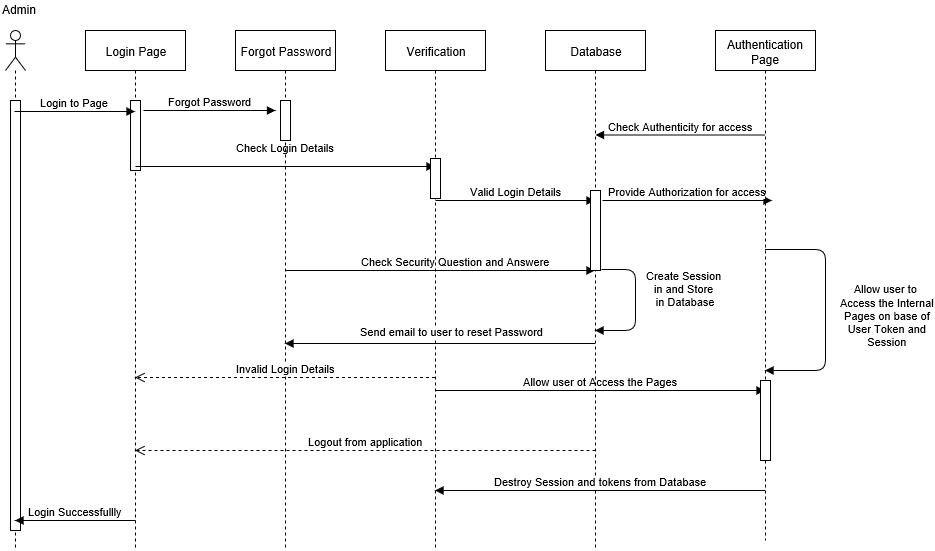 Admin
Login Page
Forgot Password
Verification
Database
Authentication
Page
Login to Page
Forgot Password
Check Authenticity for access
Check Login Details
Valid Login Details
Provide Authorization for access
Check Security Question and Answere
Create Session
in and Store
in Database
Allow user to
Access the Internal
Pages on base of
User Token and
Session
Send email to user to reset Password
Invalid Login Details
Allow user ot Access the Pages
Logout from application
Destroy Session and tokens from Database
Login Successfullly